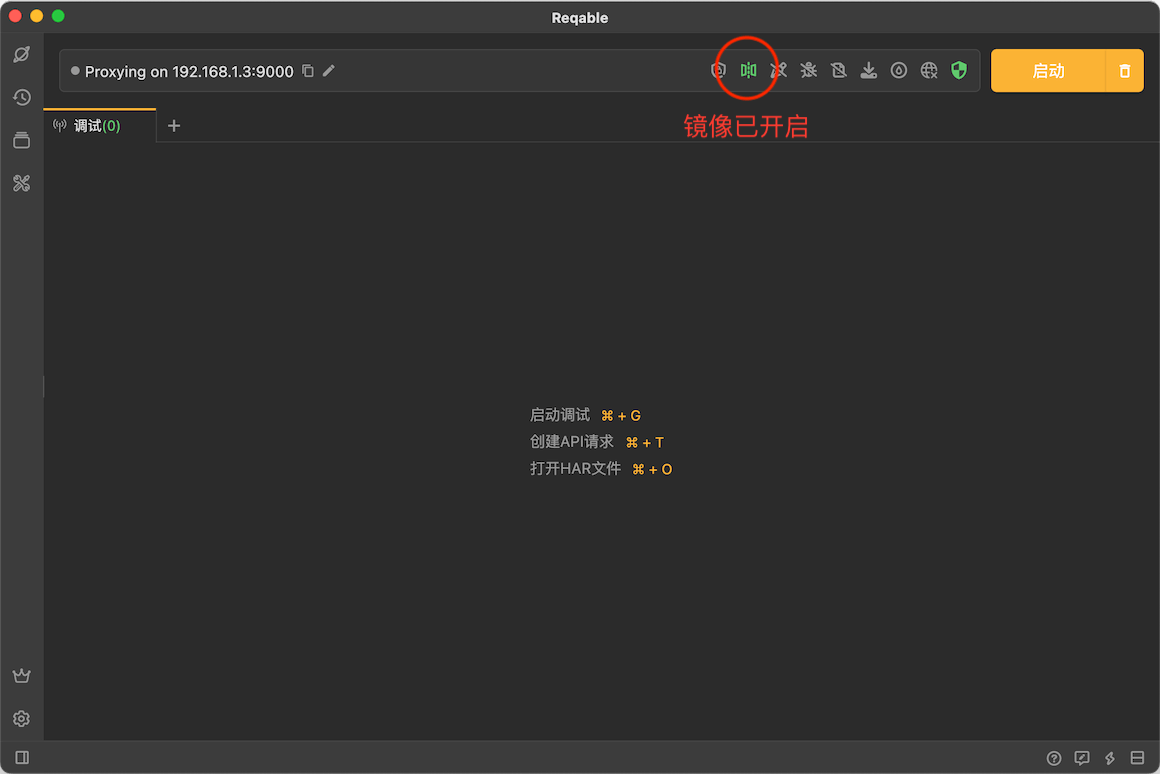 Reqable
Proxying on 192.168.1.3:9000
启动
镜像已开启
调试(0)
启动调试 ⌘ + G
创建API请求 ⌘ + T
打开HAR文件 ⌘ + O